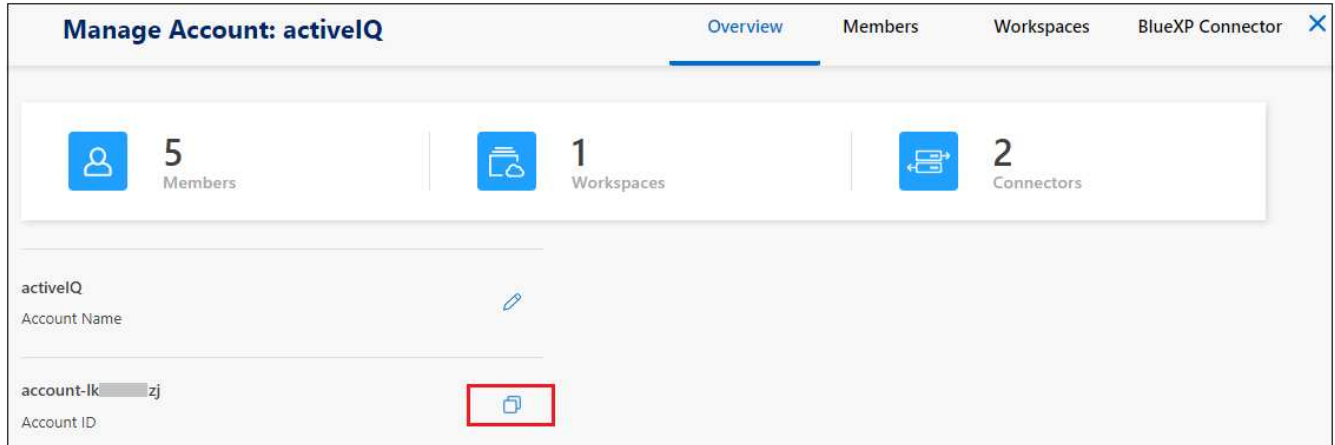 Manage Account: activeIQ
Overview Members Workspaces BlueXP Connector
5 1 2
Members Workspaces Connectors
activeIQ
Account Name
account-lk zj
Account ID